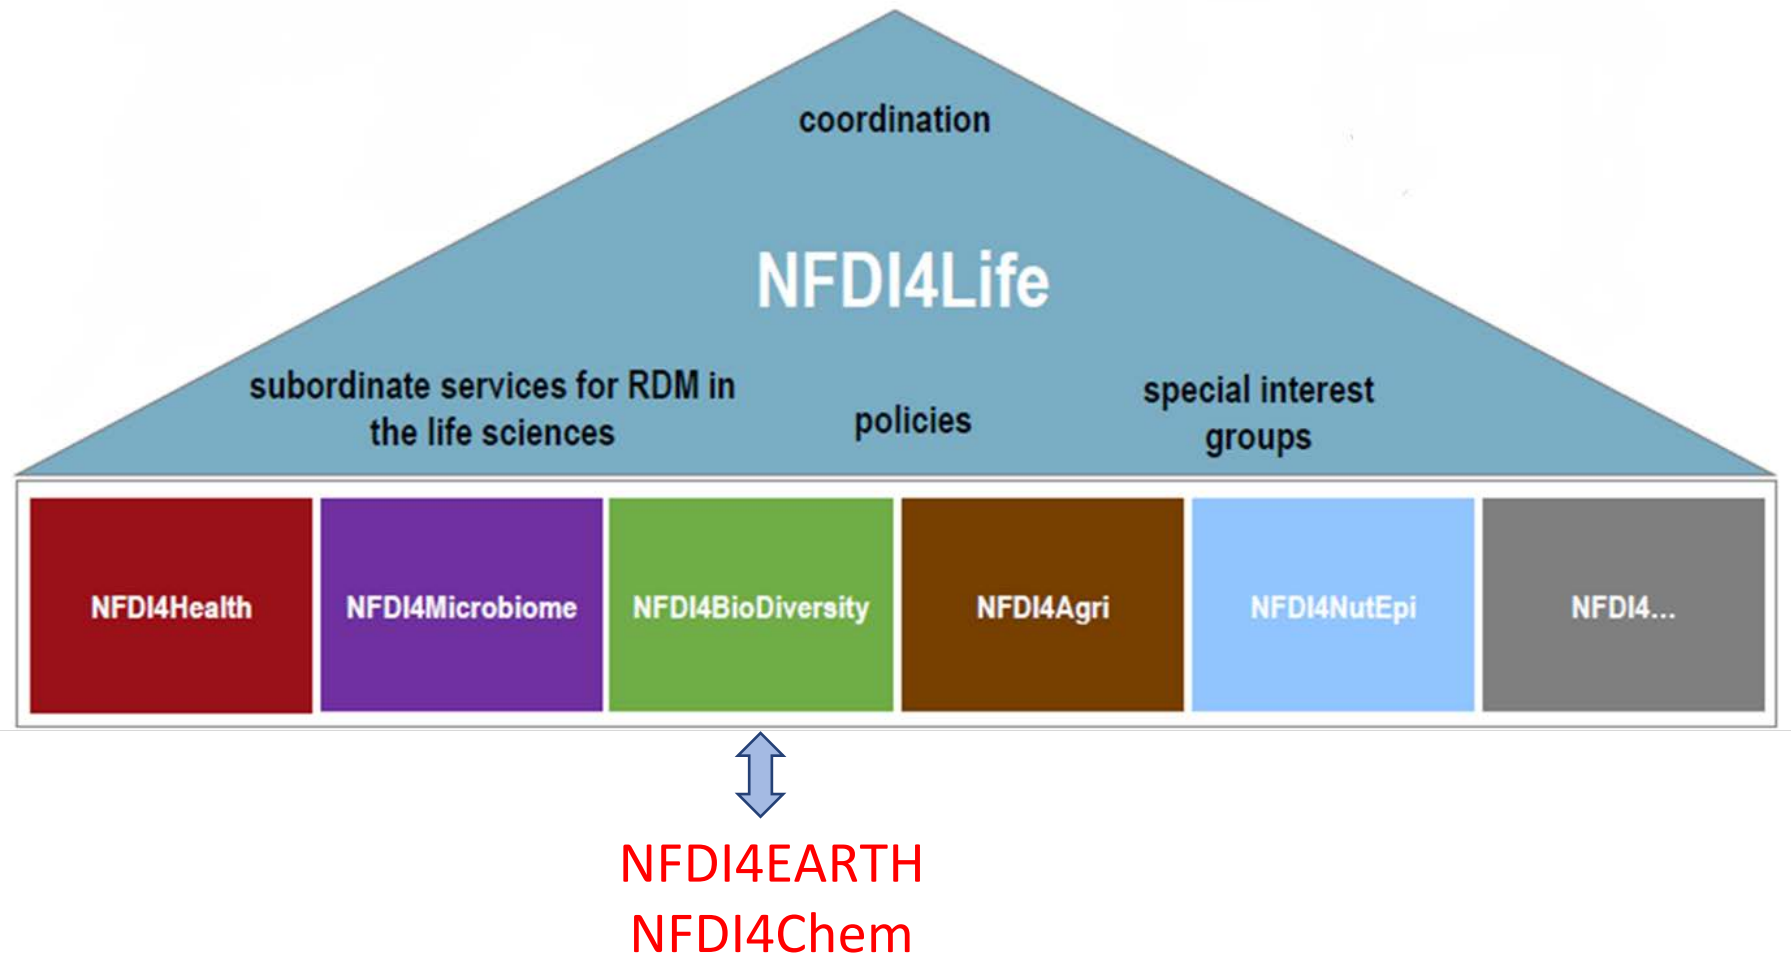 coordination
NFDI4Life
subordinate services for RDM in
the life sciences
policies
special interest
groups
NFDI4Health
NFDI4Microbiome
NFDI4BioDiversity
NFDI4Agri
NFDI4NutEpi
NFDI4...
NFDI4EARTH
NFDI4Chem